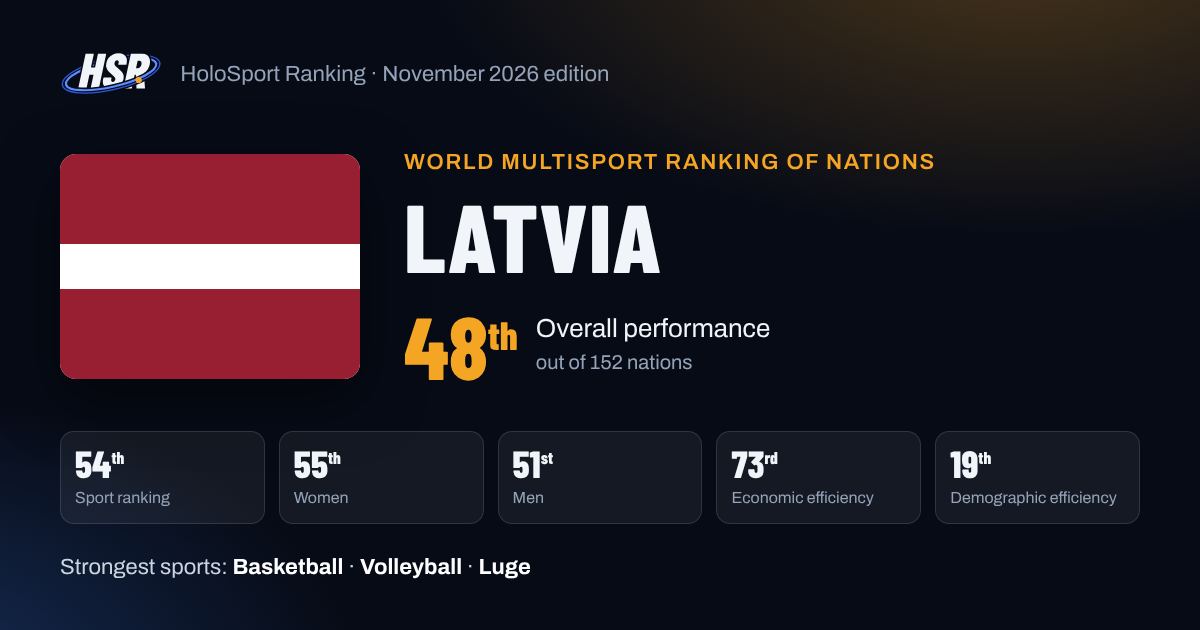 HSR HoloSport Ranking · November 2026 edition
WORLD MULTISPORT RANKING OF NATIONS
LATVIA
48th Overall performance
out of 152 nations
54th
Sport ranking
55th
Women
51st
Men
73rd
Economic efficiency
19th
Demographic efficiency
Strongest sports: Basketball · Volleyball · Luge